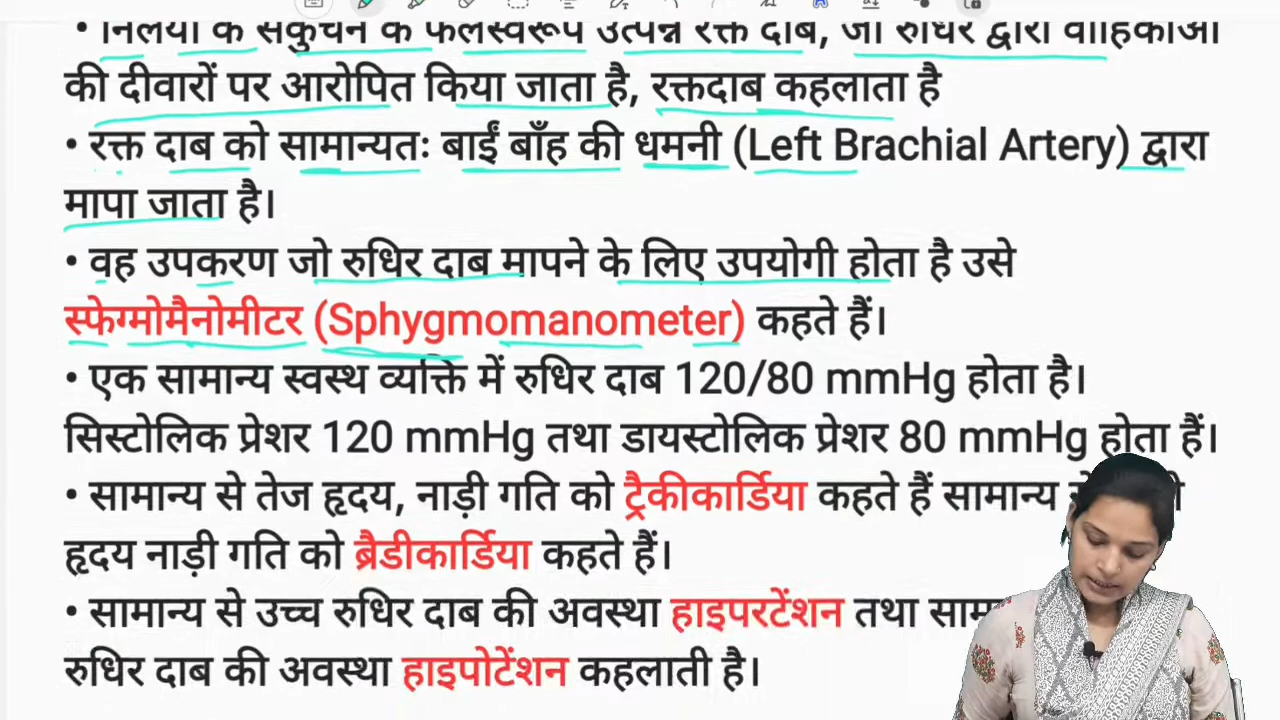 • निलयों के संकुचन के फलस्वरूप उत्पन्न रक्त दाब, जो रुधिर द्वारा वाहिकाओं
की दीवारों पर आरोपित किया जाता है, रक्तदाब कहलाता है
• रक्त दाब को सामान्यतः बाईं बाँह की धमनी (Left Brachial Artery) द्वारा
मापा जाता है।
• वह उपकरण जो रुधिर दाब मापने के लिए उपयोगी होता है उसे
स्फेग्मोमैनोमीटर (Sphygmomanometer) कहते हैं।
• एक सामान्य स्वस्थ व्यक्ति में रुधिर दाब 120/80 mmHg होता है।
सिस्टोलिक प्रेशर 120 mmHg तथा डायस्टोलिक प्रेशर 80 mmHg होता हैं।
• सामान्य से तेज हृदय, नाड़ी गति को ट्रैकीकार्डिया कहते हैं सामान्य
हृदय नाड़ी गति को ब्रैडीकार्डिया कहते हैं।
• सामान्य से उच्च रुधिर दाब की अवस्था हाइपरटेंशन तथा
रुधिर दाब की अवस्था हाइपोटेंशन कहलाती है।